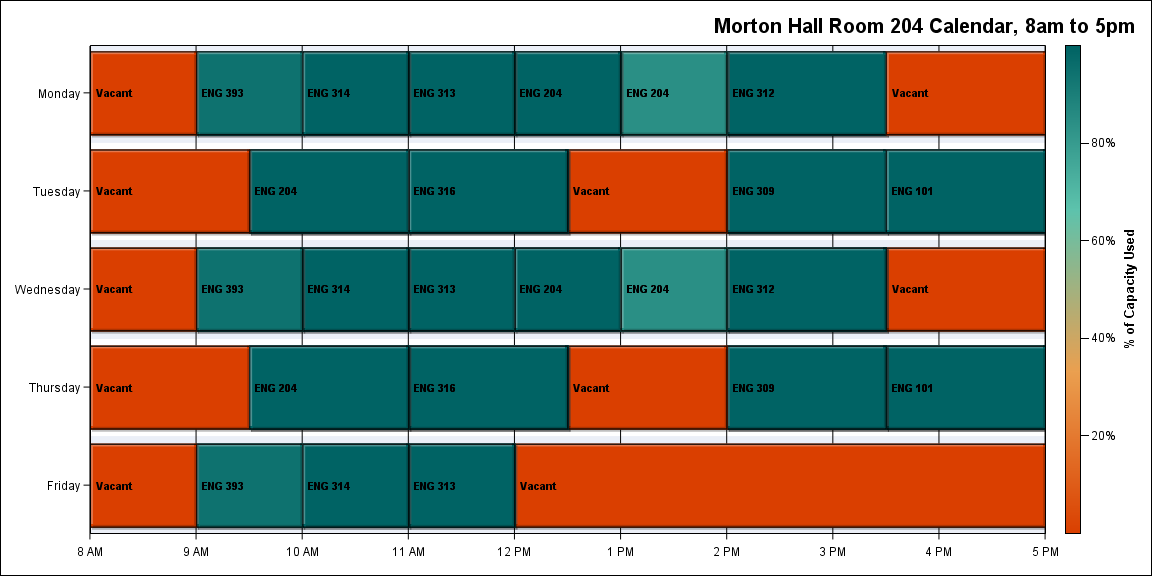 Morton Hall Room 204 Calendar, 8am to 5pm
Monday
Vacant
ENG 393
ENG 314
ENG 313
ENG 204
ENG 204
ENG 312
Vacant
Tuesday
Vacant
ENG 204
ENG 316
Vacant
ENG 309
ENG 101
Wednesday
Vacant
ENG 393
ENG 314
ENG 313
ENG 204
ENG 204
ENG 312
Vacant
Thursday
Vacant
ENG 204
ENG 316
Vacant
ENG 309
ENG 101
Friday
Vacant
ENG 393
ENG 314
ENG 313
Vacant
8 AM
9 AM
10 AM
11 AM
12 PM
1 PM
2 PM
3 PM
4 PM
5 PM
80%
60%
40%
20%
% of Capacity Used